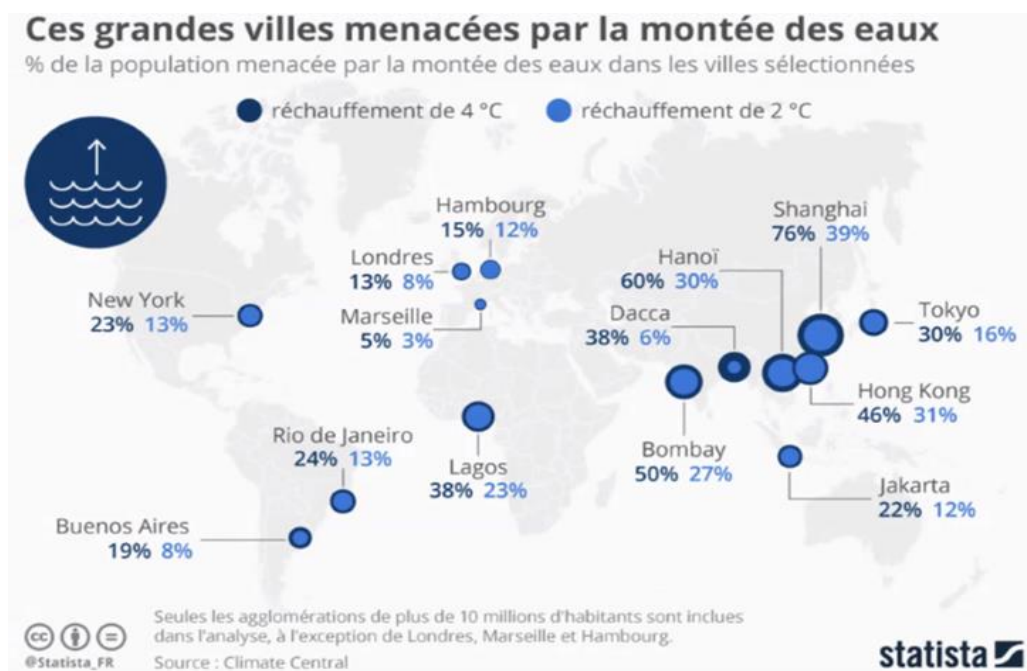 Ces grandes villes menacées par la montée des eaux
% de la population menacée par la montée des eaux dans les villes sélectionnées
réchauffement de 4 °C réchauffement de 2 °C
Hambourg
15% 12%
Shanghai
76% 39%
Londres
13% 8%
Hanoï
60% 30%
New York
23% 13%
Marseille
5% 3%
Dacca
38% 6%
Tokyo
30% 16%
Hong Kong
46% 31%
Rio de Janeiro
24% 13%
Lagos
38% 23%
Bombay
50% 27%
Jakarta
22% 12%
Buenos Aires
19% 8%
Seules les agglomérations de plus de 10 millions d'habitants sont inclues
dans l'analyse, à l'exception de Londres, Marseille et Hambourg.
@Statista_FR Source : Climate Central
cc
statista